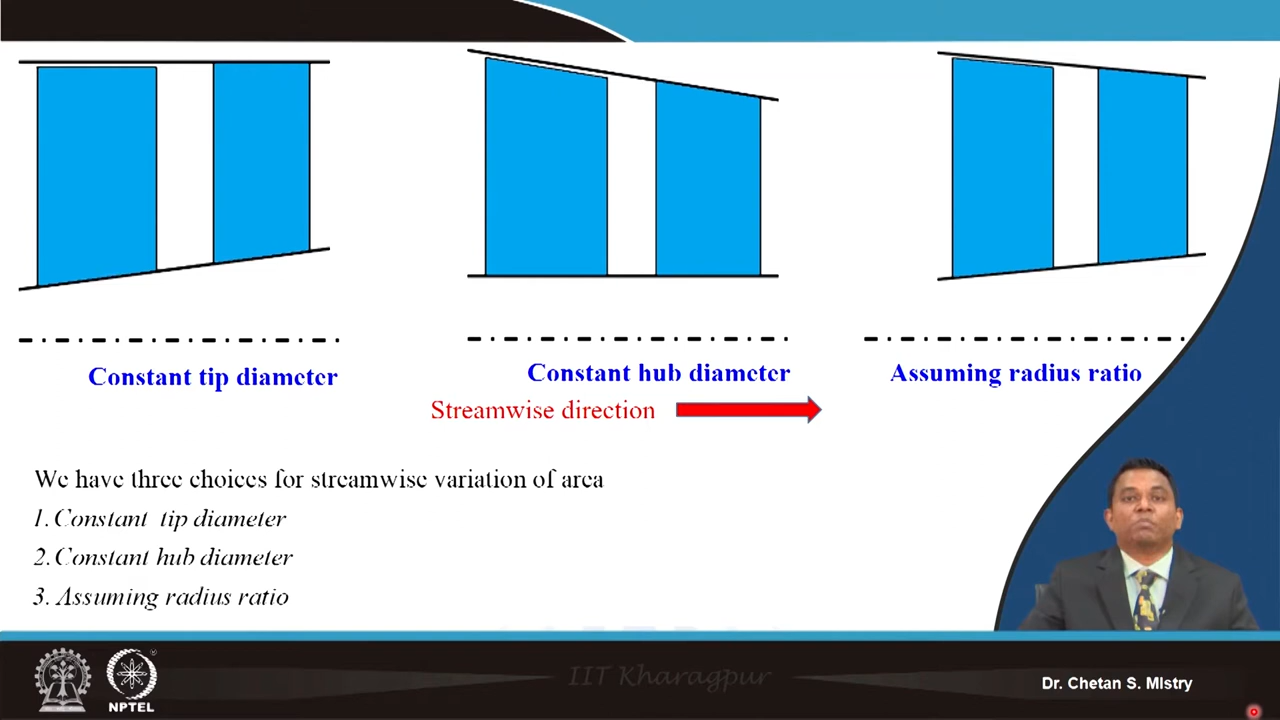 Constant tip diameter
Constant hub diameter
Assuming radius ratio
Streamwise direction
We have three choices for streamwise variation of area
1. Constant tip diameter
2. Constant hub diameter
3. Assuming radius ratio
IIT Kharagpur
NPTEL
Dr. Chetan S. MIstry